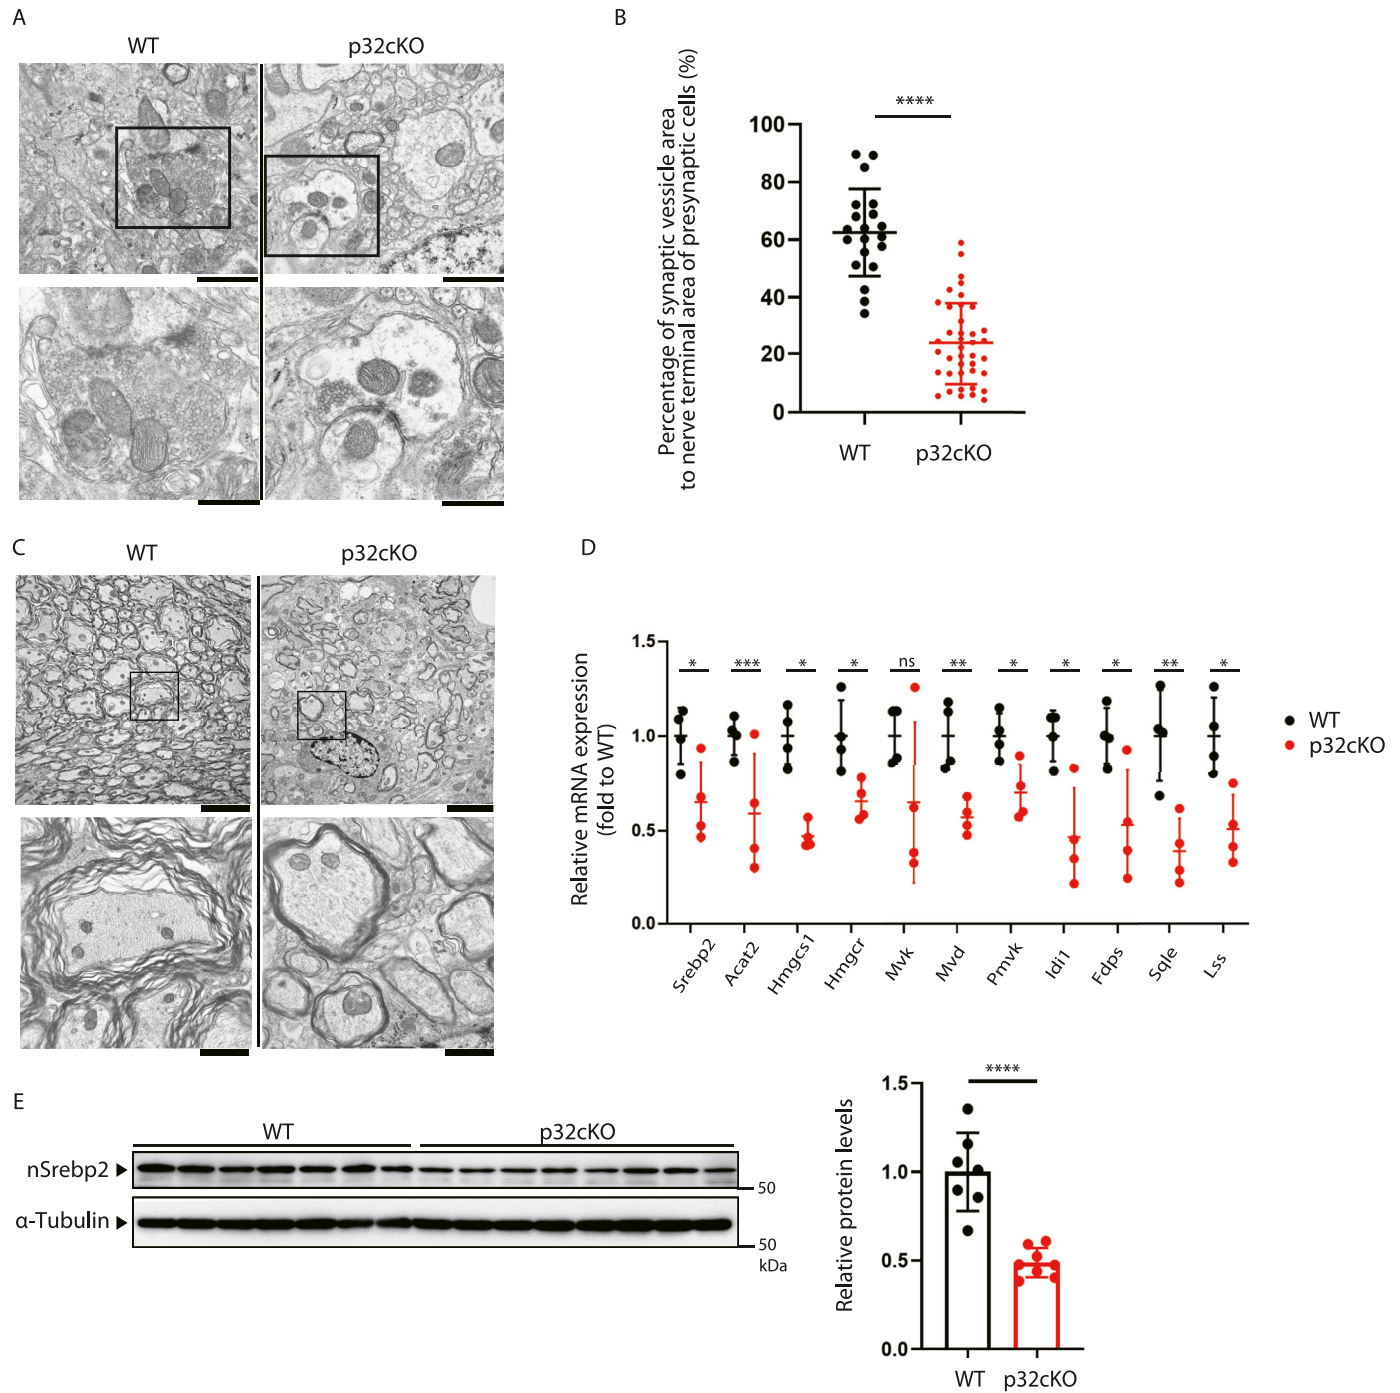 A
WT
p32cKO
B
Percentage of synaptic vesicle area
to nerve terminal area of presynaptic cells (%)
****
100
80
60
40
20
0
WT
p32cKO
C
WT
p32cKO
D
Relative mRNA expression
(fold to WT)
1.5
1.0
0.5
0.0
* *** * * ns ** * * * ** *
Srebp2
Acat2
Hmgcs1
Hmgcr
Mvk
Mvd
Pmvk
Idi1
Fdps
Sqle
Lss
WT
p32cKO
E
WT
p32cKO
nSrebp2
50
α-Tubulin
50
kDa
Relative protein levels
****
1.5
1.0
0.5
0.0
WT
p32cKO